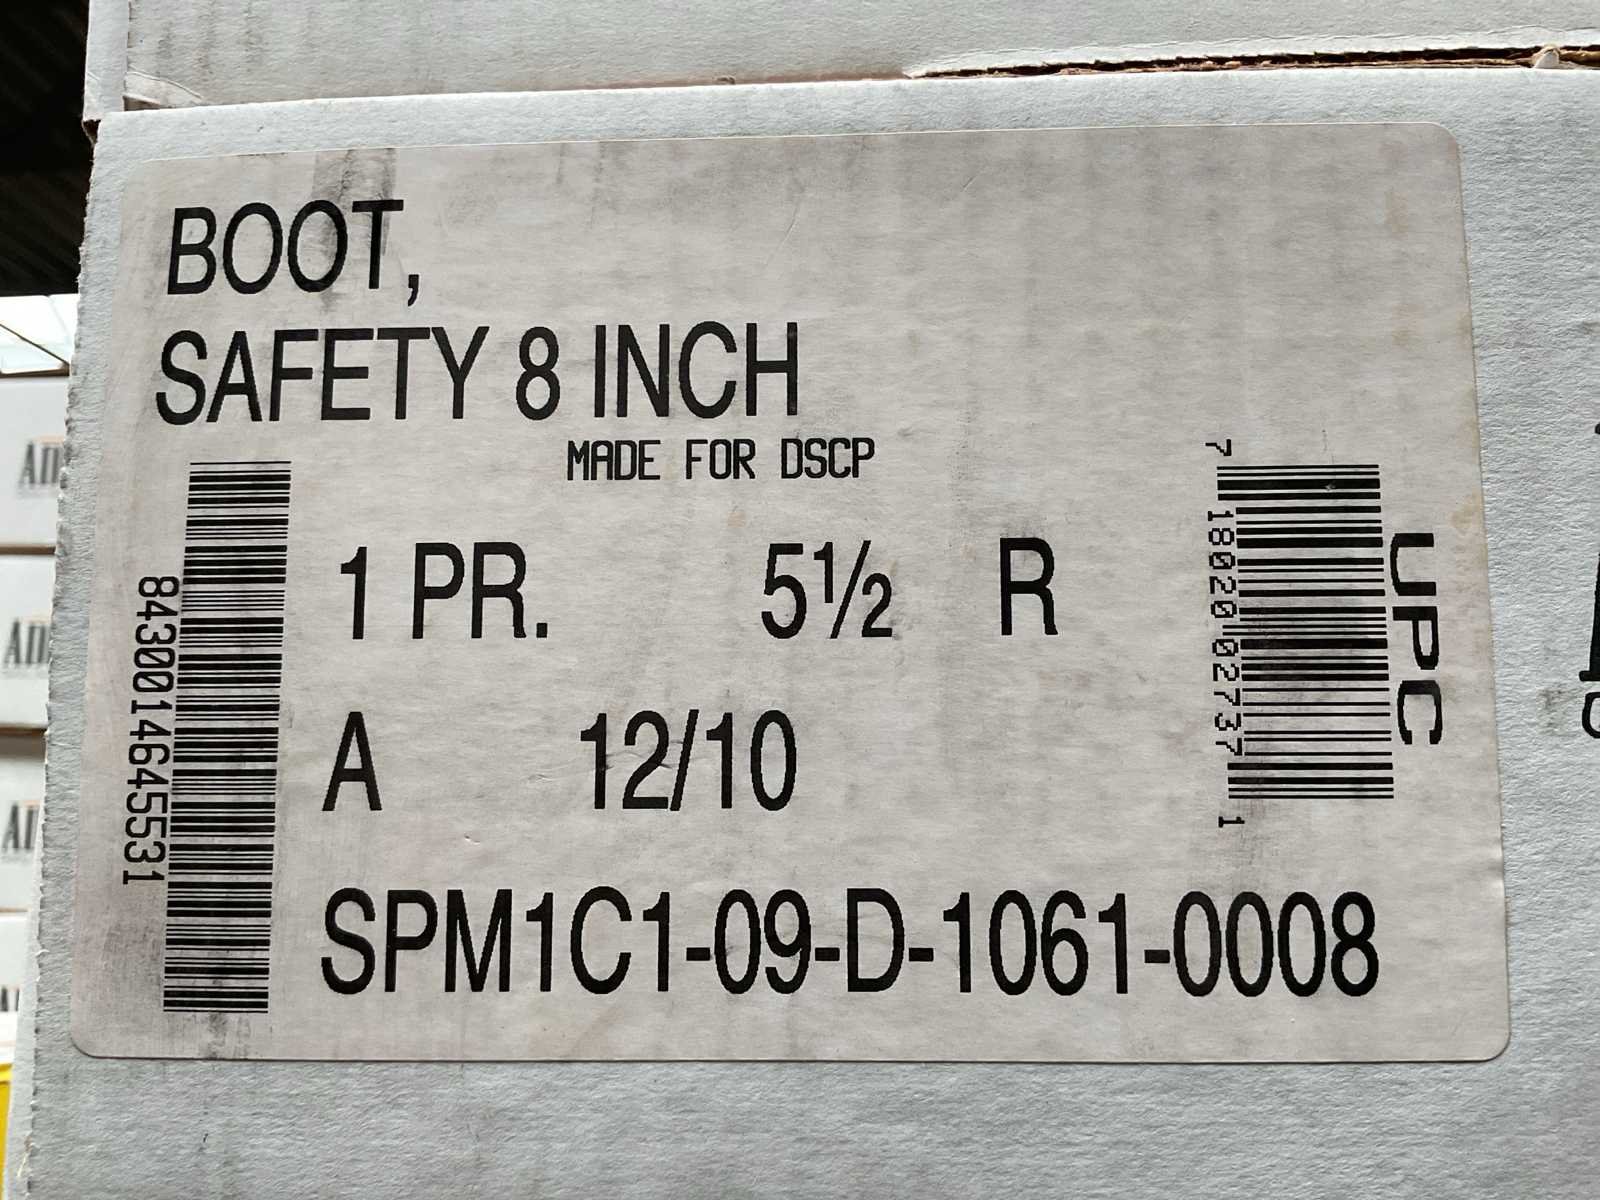 BOOT,
SAFETY 8 INCH
MADE FOR DSCP
1 PR. 5½ R
A 12/10
SPM1C1-09-D-1061-0008
8430014645531
7 18020 02737 1
UPC